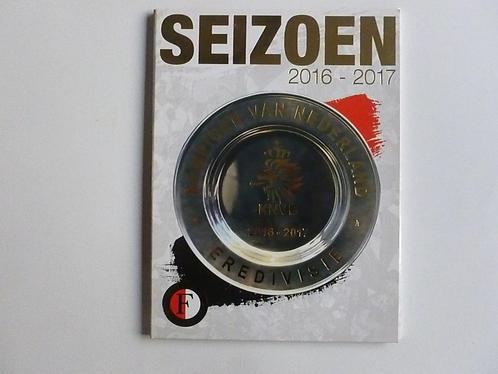 SEIZOEN
2016 - 2017
KAMPIOEN VAN NEDERLAND
KNVB
2016-2017
EREDIVISIE
F